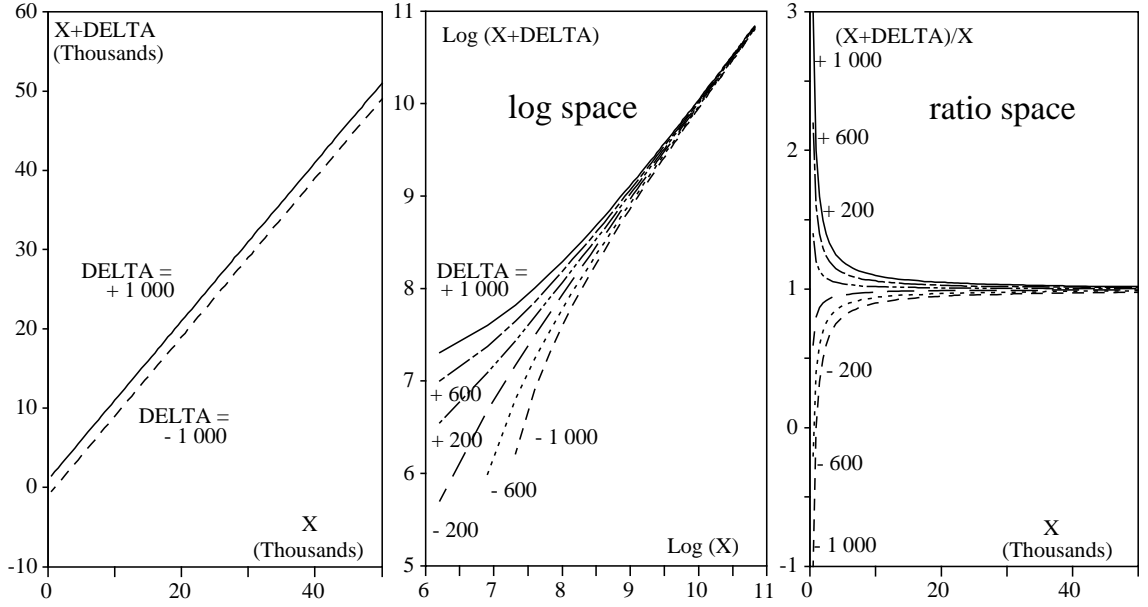 60
50
40
30
20
10
0
-10
X+DELTA
(Thousands)
DELTA =
+ 1 000
DELTA =
- 1 000
X
(Thousands)
0
20
40
11
10
9
8
7
6
5
Log (X+DELTA)
log space
DELTA =
+ 1 000
+ 600
+ 200
- 1 000
- 600
- 200
Log (X)
6
7
8
9
10
11
3
2
1
0
-1
(X+DELTA)/X
+ 1 000
ratio space
+ 600
+ 200
- 200
- 600
- 1 000
X
(Thousands)
0
20
40